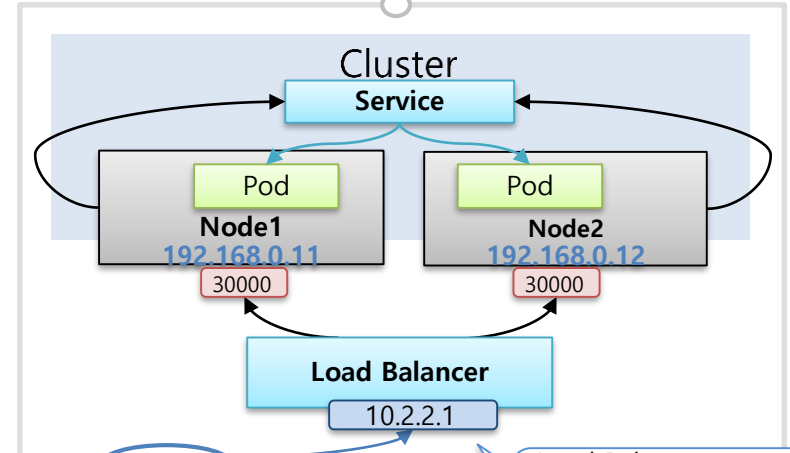 Cluster
Service
Pod
Pod
Node1
Node2
192.168.0.11
192.168.0.12
30000
30000
Load Balancer
10.2.2.1